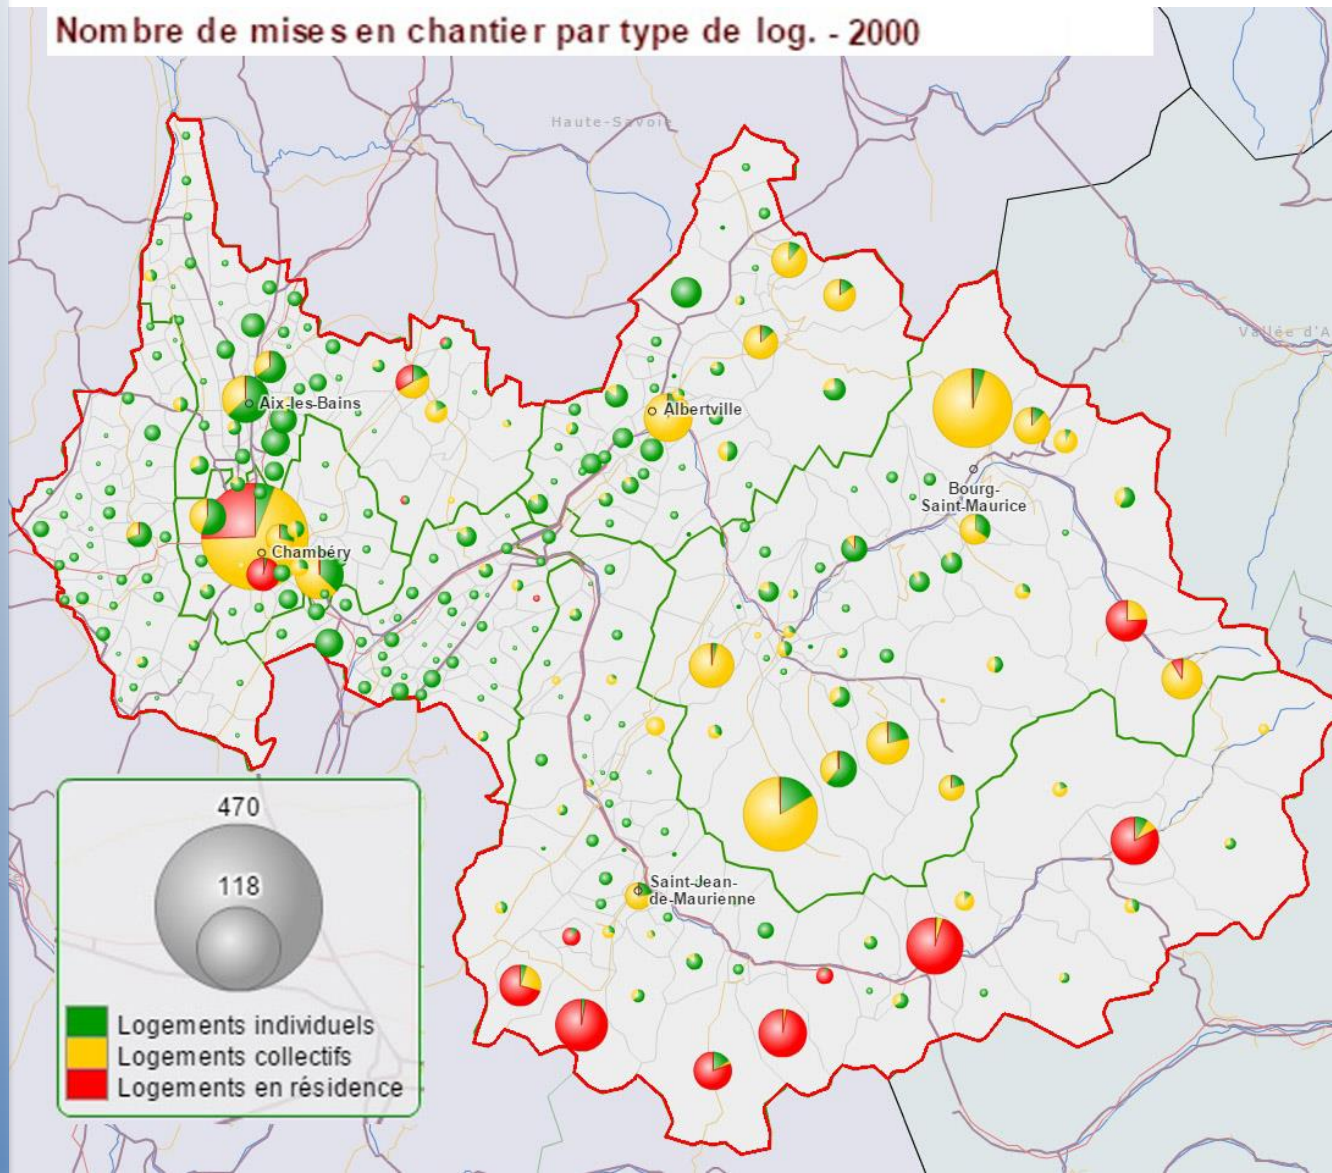 Nombre de mises en chantier par type de log. - 2000
Haute-Savoie
Vallée d'A
Aix-les-Bains
Albertville
Bourg-
Saint-Maurice
Chambéry
Saint-Jean-
de-Maurienne
470
118
Logements individuels
Logements collectifs
Logements en résidence